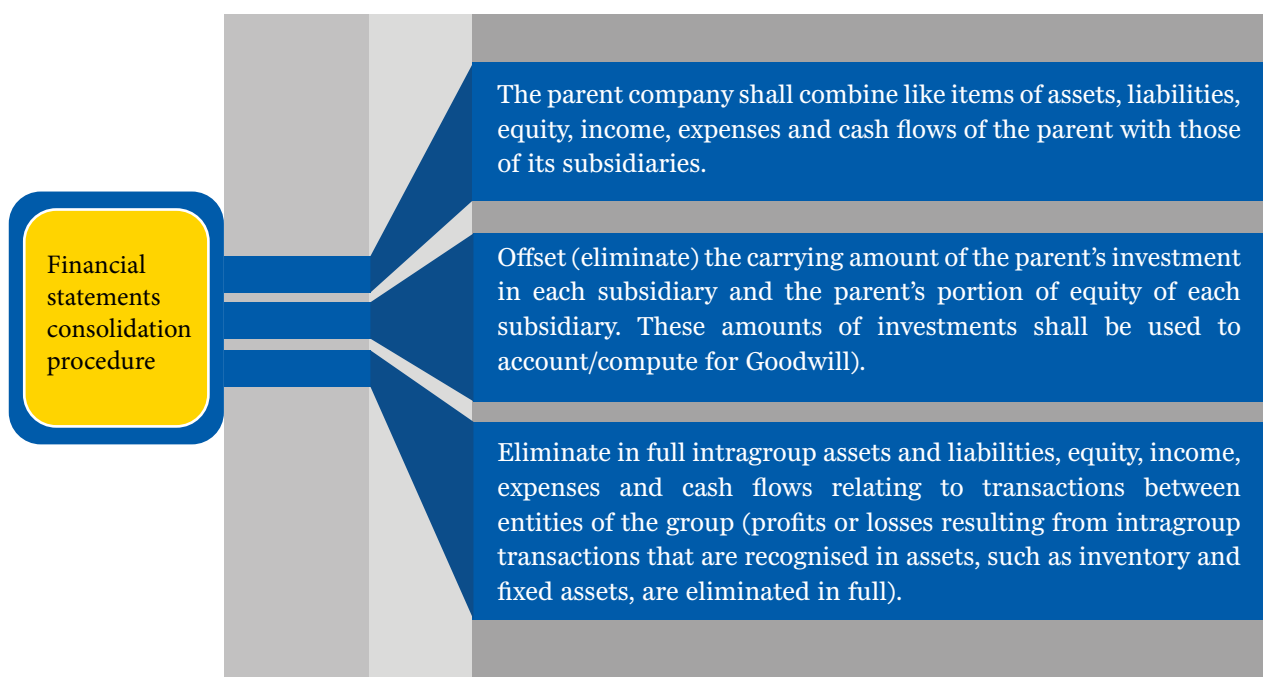 Financial
statements
consolidation
procedure
The parent company shall combine like items of assets, liabilities,
equity, income, expenses and cash flows of the parent with those
of its subsidiaries.
Offset (eliminate) the carrying amount of the parent’s investment
in each subsidiary and the parent’s portion of equity of each
subsidiary. These amounts of investments shall be used to
account/compute for Goodwill).
Eliminate in full intragroup assets and liabilities, equity, income,
expenses and cash flows relating to transactions between
entities of the group (profits or losses resulting from intragroup
transactions that are recognised in assets, such as inventory and
fixed assets, are eliminated in full).